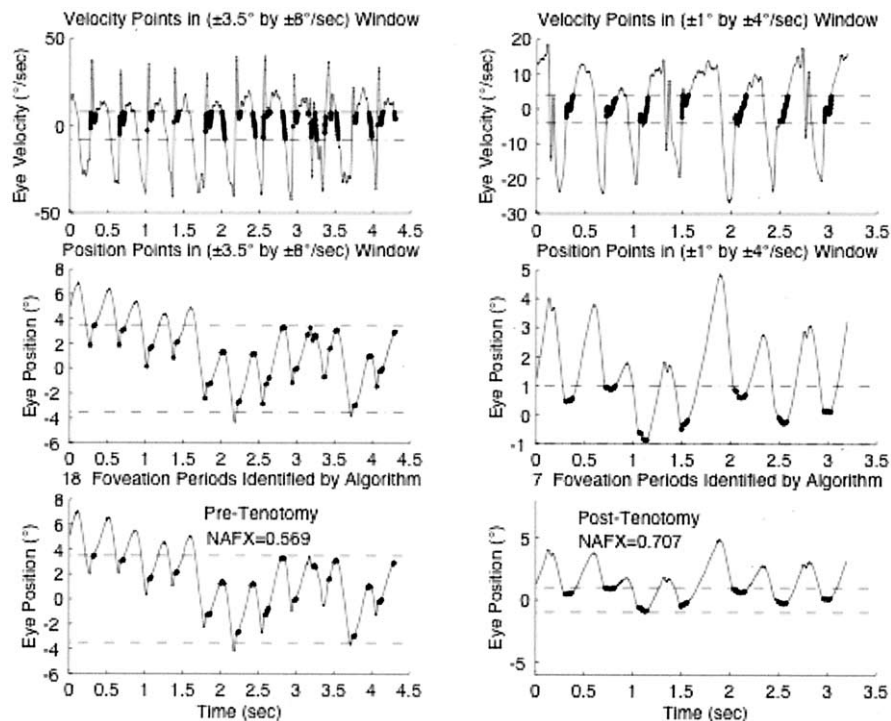 Velocity Points in (±3.5° by ±8°/sec) Window
Eye Velocity (°/sec)
50
0
-50
0 0.5 1 1.5 2 2.5 3 3.5 4 4.5
Position Points in (±3.5° by ±8°/sec) Window
Eye Position (°)
8
6
4
2
0
-2
-4
-6
0 0.5 1 1.5 2 2.5 3 3.5 4 4.5
18 Foveation Periods Identified by Algorithm
Pre-Tenotomy
NAFX=0.569
Eye Position (°)
8
6
4
2
0
-2
-4
-6
0 0.5 1 1.5 2 2.5 3 3.5 4 4.5
Time (sec)
Velocity Points in (±1° by ±4°/sec) Window
Eye Velocity (°/sec)
20
10
0
-10
-20
-30
0 0.5 1 1.5 2 2.5 3 3.5
Position Points in (±1° by ±4°/sec) Window
Eye Position (°)
5
4
3
2
1
0
-1
0 0.5 1 1.5 2 2.5 3 3.5
7 Foveation Periods Identified by Algorithm
Post-Tenotomy
NAFX=0.707
Eye Position (°)
5
0
-5
0 0.5 1 1.5 2 2.5 3 3.5
Time (sec)